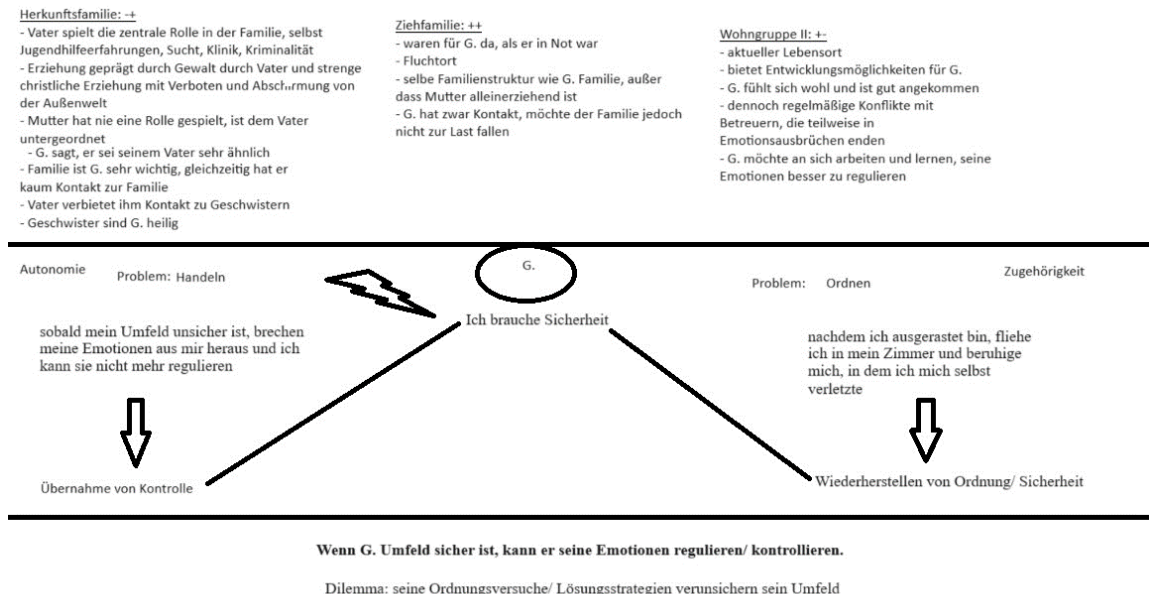 Herkunftsfamilie: -+
- Vater spielt die zentrale Rolle in der Familie, selbst
Jugendhilfeerfahrungen, Sucht, Klinik, Kriminalität
- Erziehung geprägt durch Gewalt durch Vater und strenge
christliche Erziehung mit Verboten und Abschirmung von
der Außenwelt
- Mutter hat nie eine Rolle gespielt, ist dem Vater
untergeordnet
- G. sagt, er sei seinem Vater sehr ähnlich
- Familie ist G. sehr wichtig, gleichzeitig hat er
kaum Kontakt zur Familie
- Vater verbietet ihm Kontakt zu Geschwistern
- Geschwister sind G. heilig
Ziehfamilie: ++
- waren für G. da, als er in Not war
- Fluchtort
- selbe Familienstruktur wie G. Familie, außer
dass Mutter alleinerziehend ist
- G. hat zwar Kontakt, möchte der Familie jedoch
nicht zur Last fallen
Wohngruppe II: +-
- aktueller Lebensort
- bietet Entwicklungsmöglichkeiten für G.
- G. fühlt sich wohl und ist gut angekommen
- dennoch regelmäßige Konflikte mit
Betreuern, die teilweise in
Emotionsausbrüchen enden
- G. möchte an sich arbeiten und lernen, seine
Emotionen besser zu regulieren
Autonomie
Problem: Handeln
G.
Problem: Ordnen
Zugehörigkeit
Ich brauche Sicherheit
sobald mein Umfeld unsicher ist, brechen
meine Emotionen aus mir heraus und ich
kann sie nicht mehr regulieren
nachdem ich ausgerastet bin, fliehe
ich in mein Zimmer und beruhige
mich, in dem ich mich selbst
verletzte
Übernahme von Kontrolle
Wiederherstellen von Ordnung/ Sicherheit
Wenn G. Umfeld sicher ist, kann er seine Emotionen regulieren/ kontrollieren.
Dilemma: seine Ordnungsversuche/ Lösungsstrategien verunsichern sein Umfeld